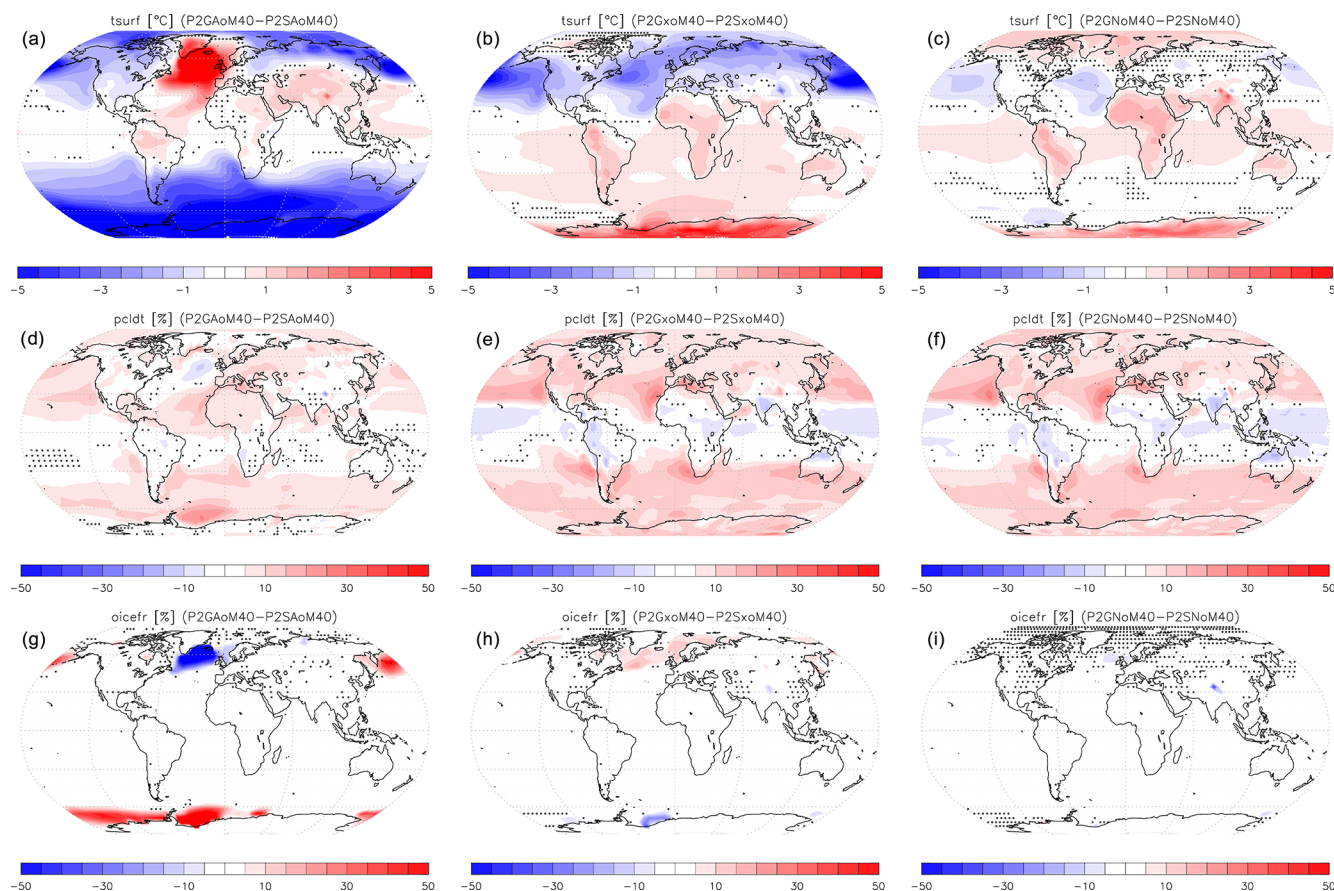 tsurf [°C] (P2GAoM40−P2SAoM40)
(a)
−5 −3 −1 1 3 5
tsurf [°C] (P2GxoM40−P2SxoM40)
(b)
−5 −3 −1 1 3 5
tsurf [°C] (P2GNoM40−P2SNoM40)
(c)
−5 −3 −1 1 3 5
pcldt [%] (P2GAoM40−P2SAoM40)
(d)
−50 −30 −10 10 30 50
pcldt [%] (P2GxoM40−P2SxoM40)
(e)
−50 −30 −10 10 30 50
pcldt [%] (P2GNoM40−P2SNoM40)
(f)
−50 −30 −10 10 30 50
oicefr [%] (P2GAoM40−P2SAoM40)
(g)
−50 −30 −10 10 30 50
oicefr [%] (P2GxoM40−P2SxoM40)
(h)
−50 −30 −10 10 30 50
oicefr [%] (P2GNoM40−P2SNoM40)
(i)
−50 −30 −10 10 30 50